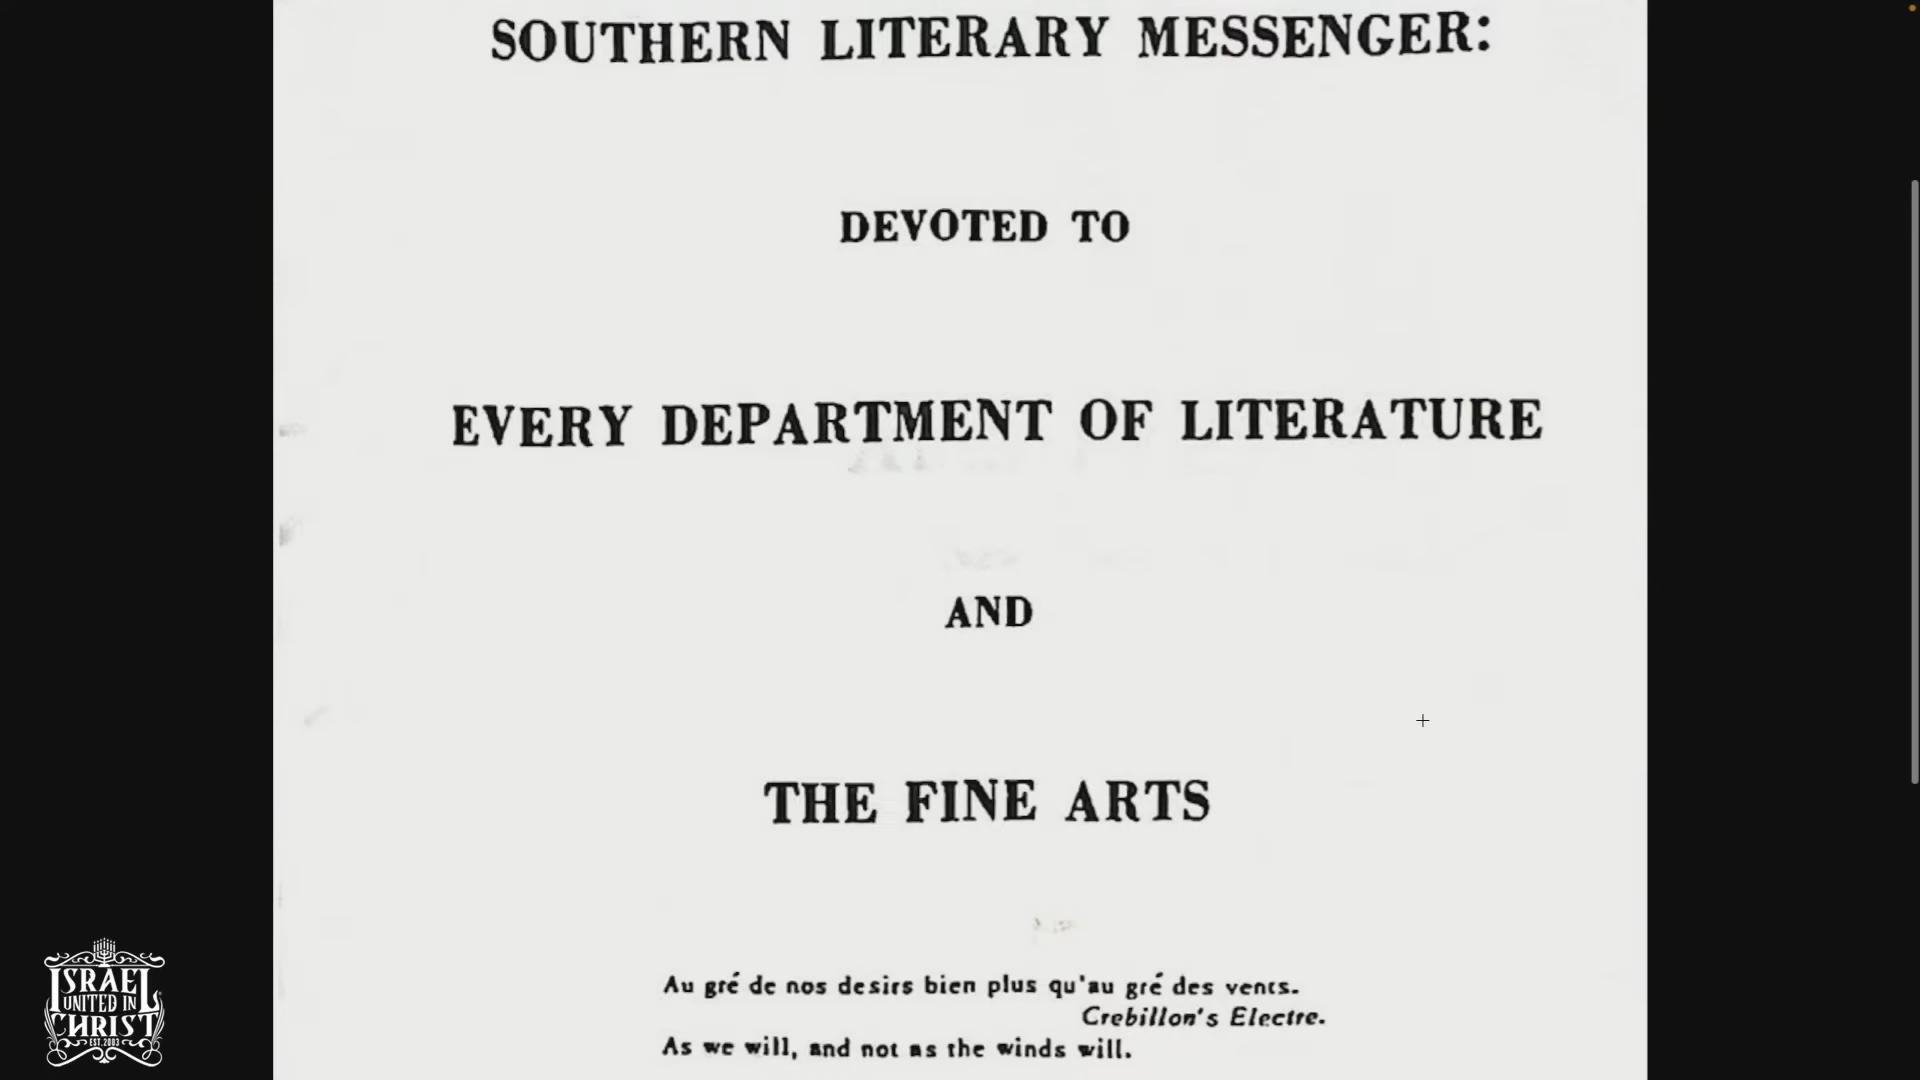 SOUTHERN LITERARY MESSENGER:
DEVOTED TO
EVERY DEPARTMENT OF LITERATURE
AND
THE FINE ARTS
Au gré de nos desirs bien plus qu'au gré des vents.
Crebillon's Electre.
As we will, and not as the winds will.
ISRAEL
UNITED IN
CHRIST
EST. 2003